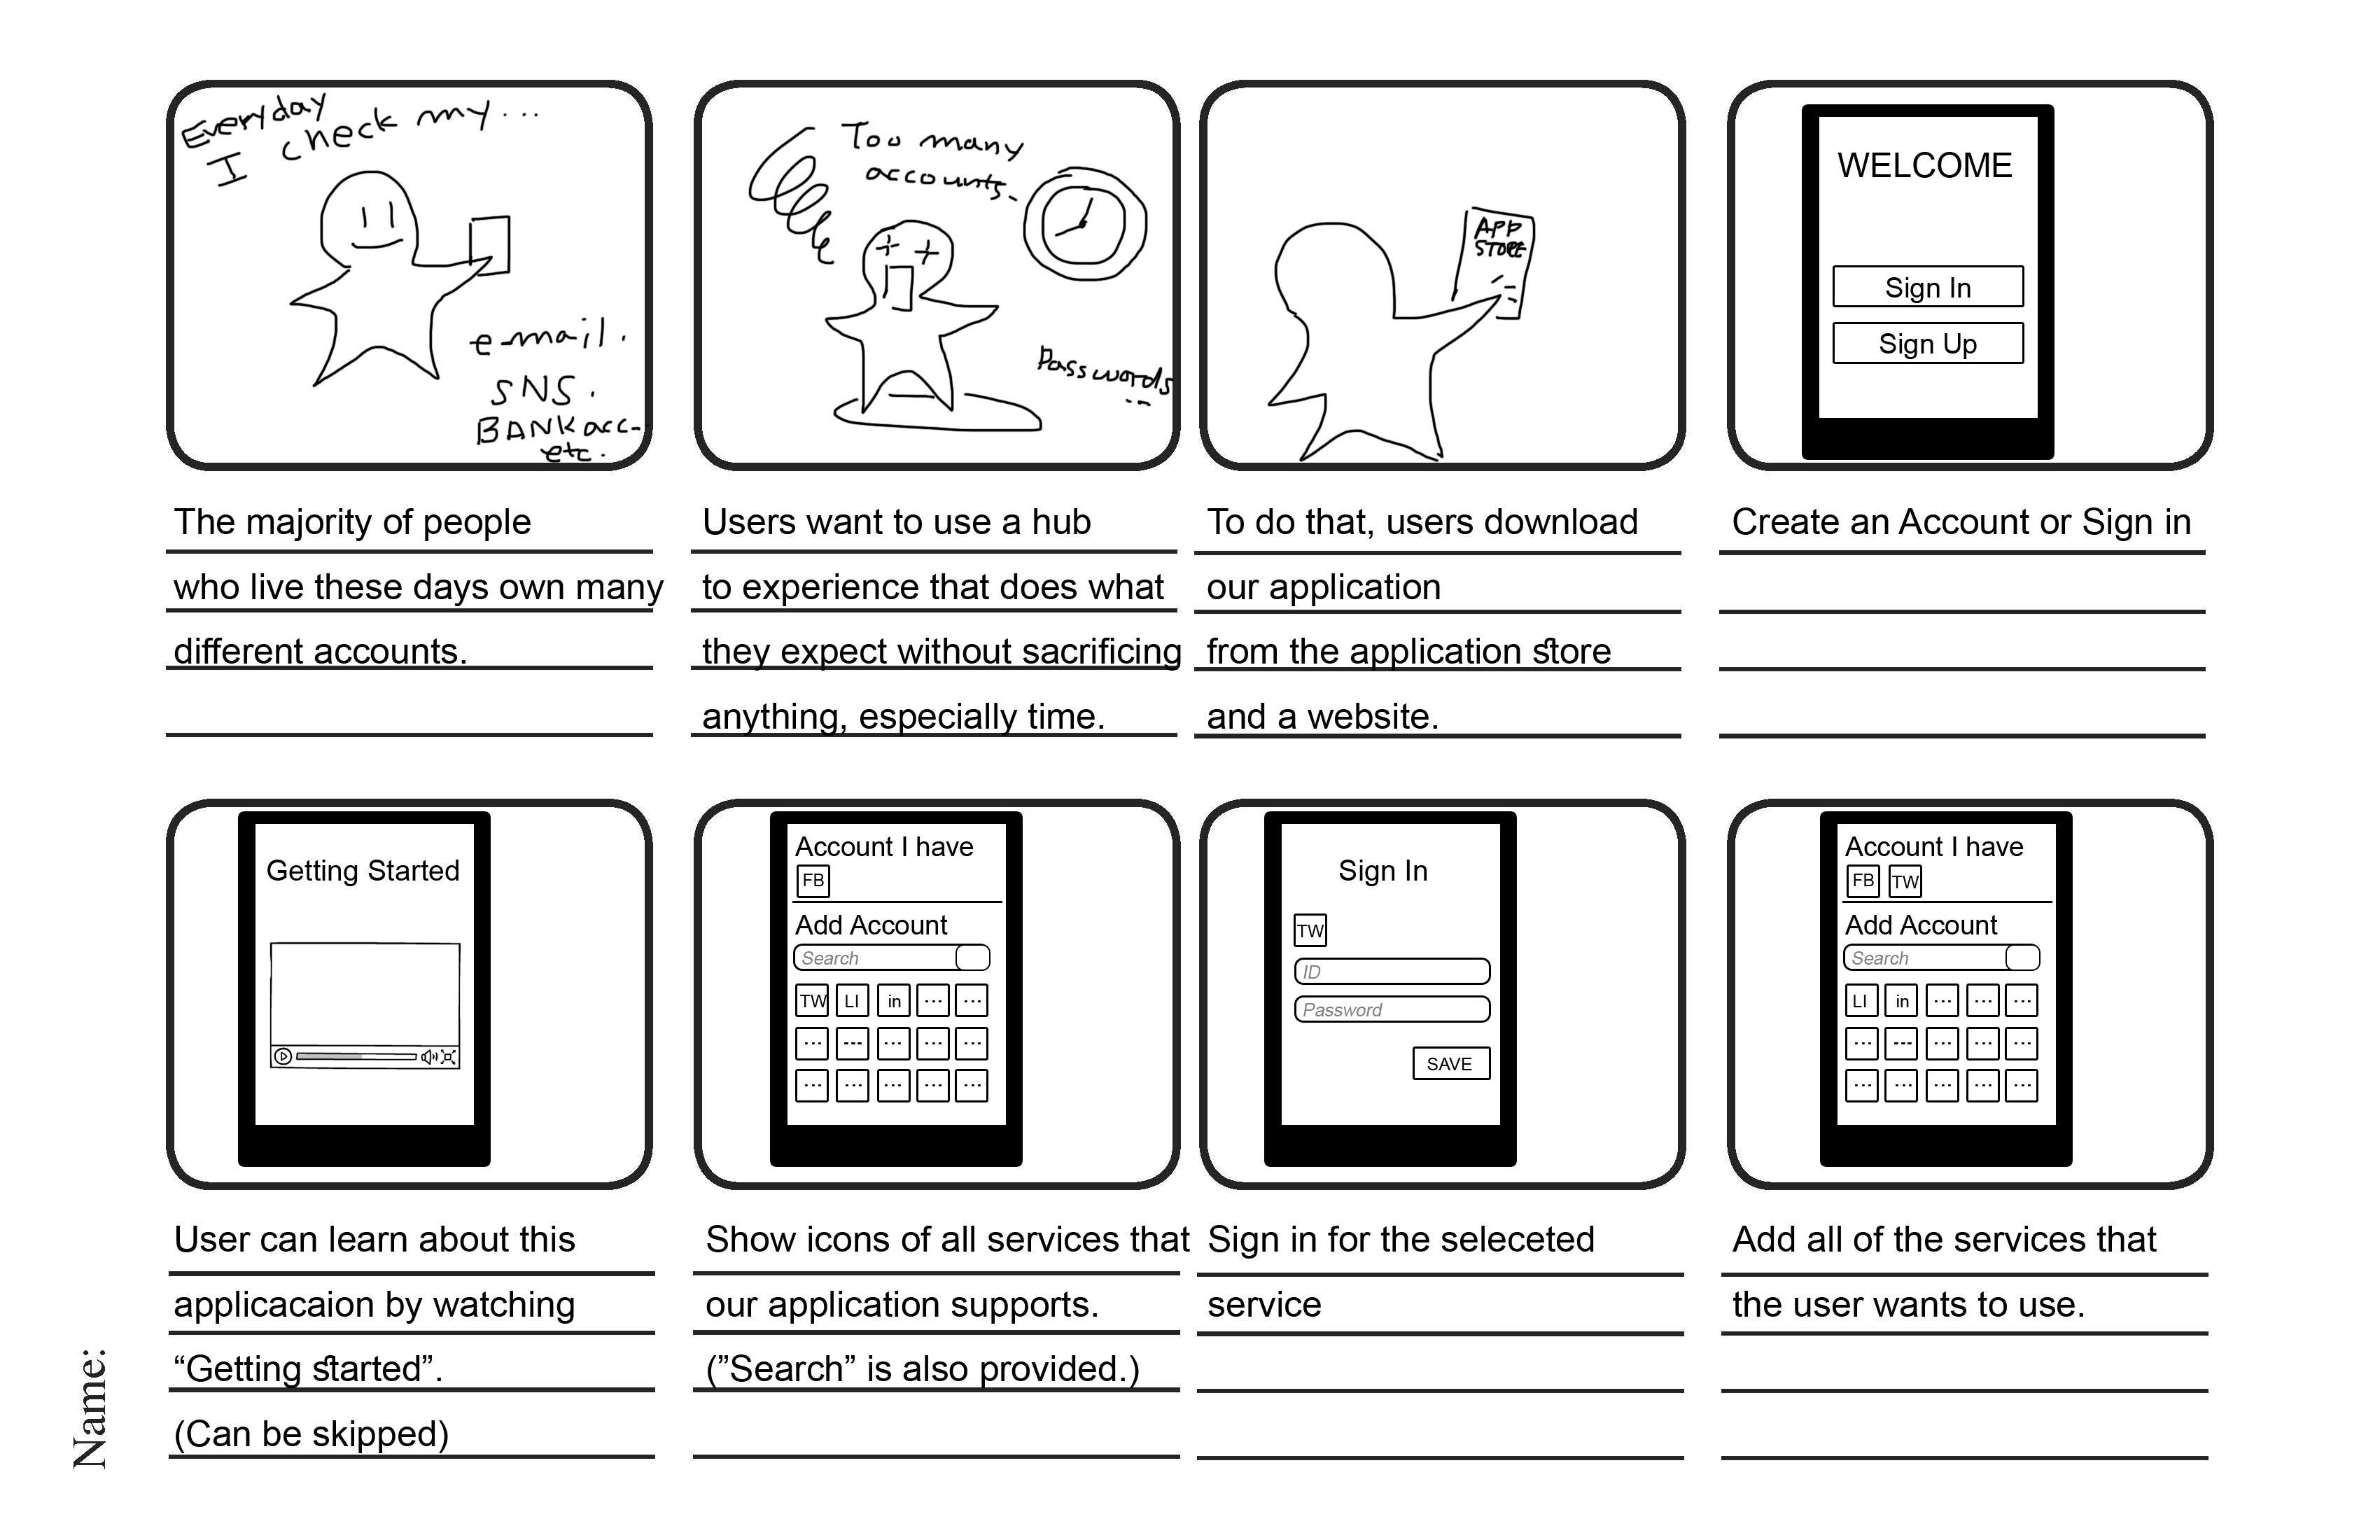 Everyday
I check my...
e-mail.
SNS.
BANK acc-
etc.
The majority of people
who live these days own many
different accounts.
Too many
accounts.
Passwords
Users want to use a hub
to experience that does what
they expect without sacrificing
anything, especially time.
APP
STORE
To do that, users download
our application
from the application store
and a website.
WELCOME
Sign In
Sign Up
Create an Account or Sign in
Getting Started
User can learn about this
applicacaion by watching
“Getting started”.
(Can be skipped)
Account I have
FB
Add Account
Search
TW LI in ... ...
... --- ... ... ...
... ... ... ... ...
Show icons of all services that
our application supports.
(”Search” is also provided.)
Sign In
TW
ID
Password
SAVE
Sign in for the seleceted
service
Account I have
FB TW
Add Account
Search
LI in ... ... ...
... --- ... ... ...
... ... ... ... ...
Add all of the services that
the user wants to use.
Name: